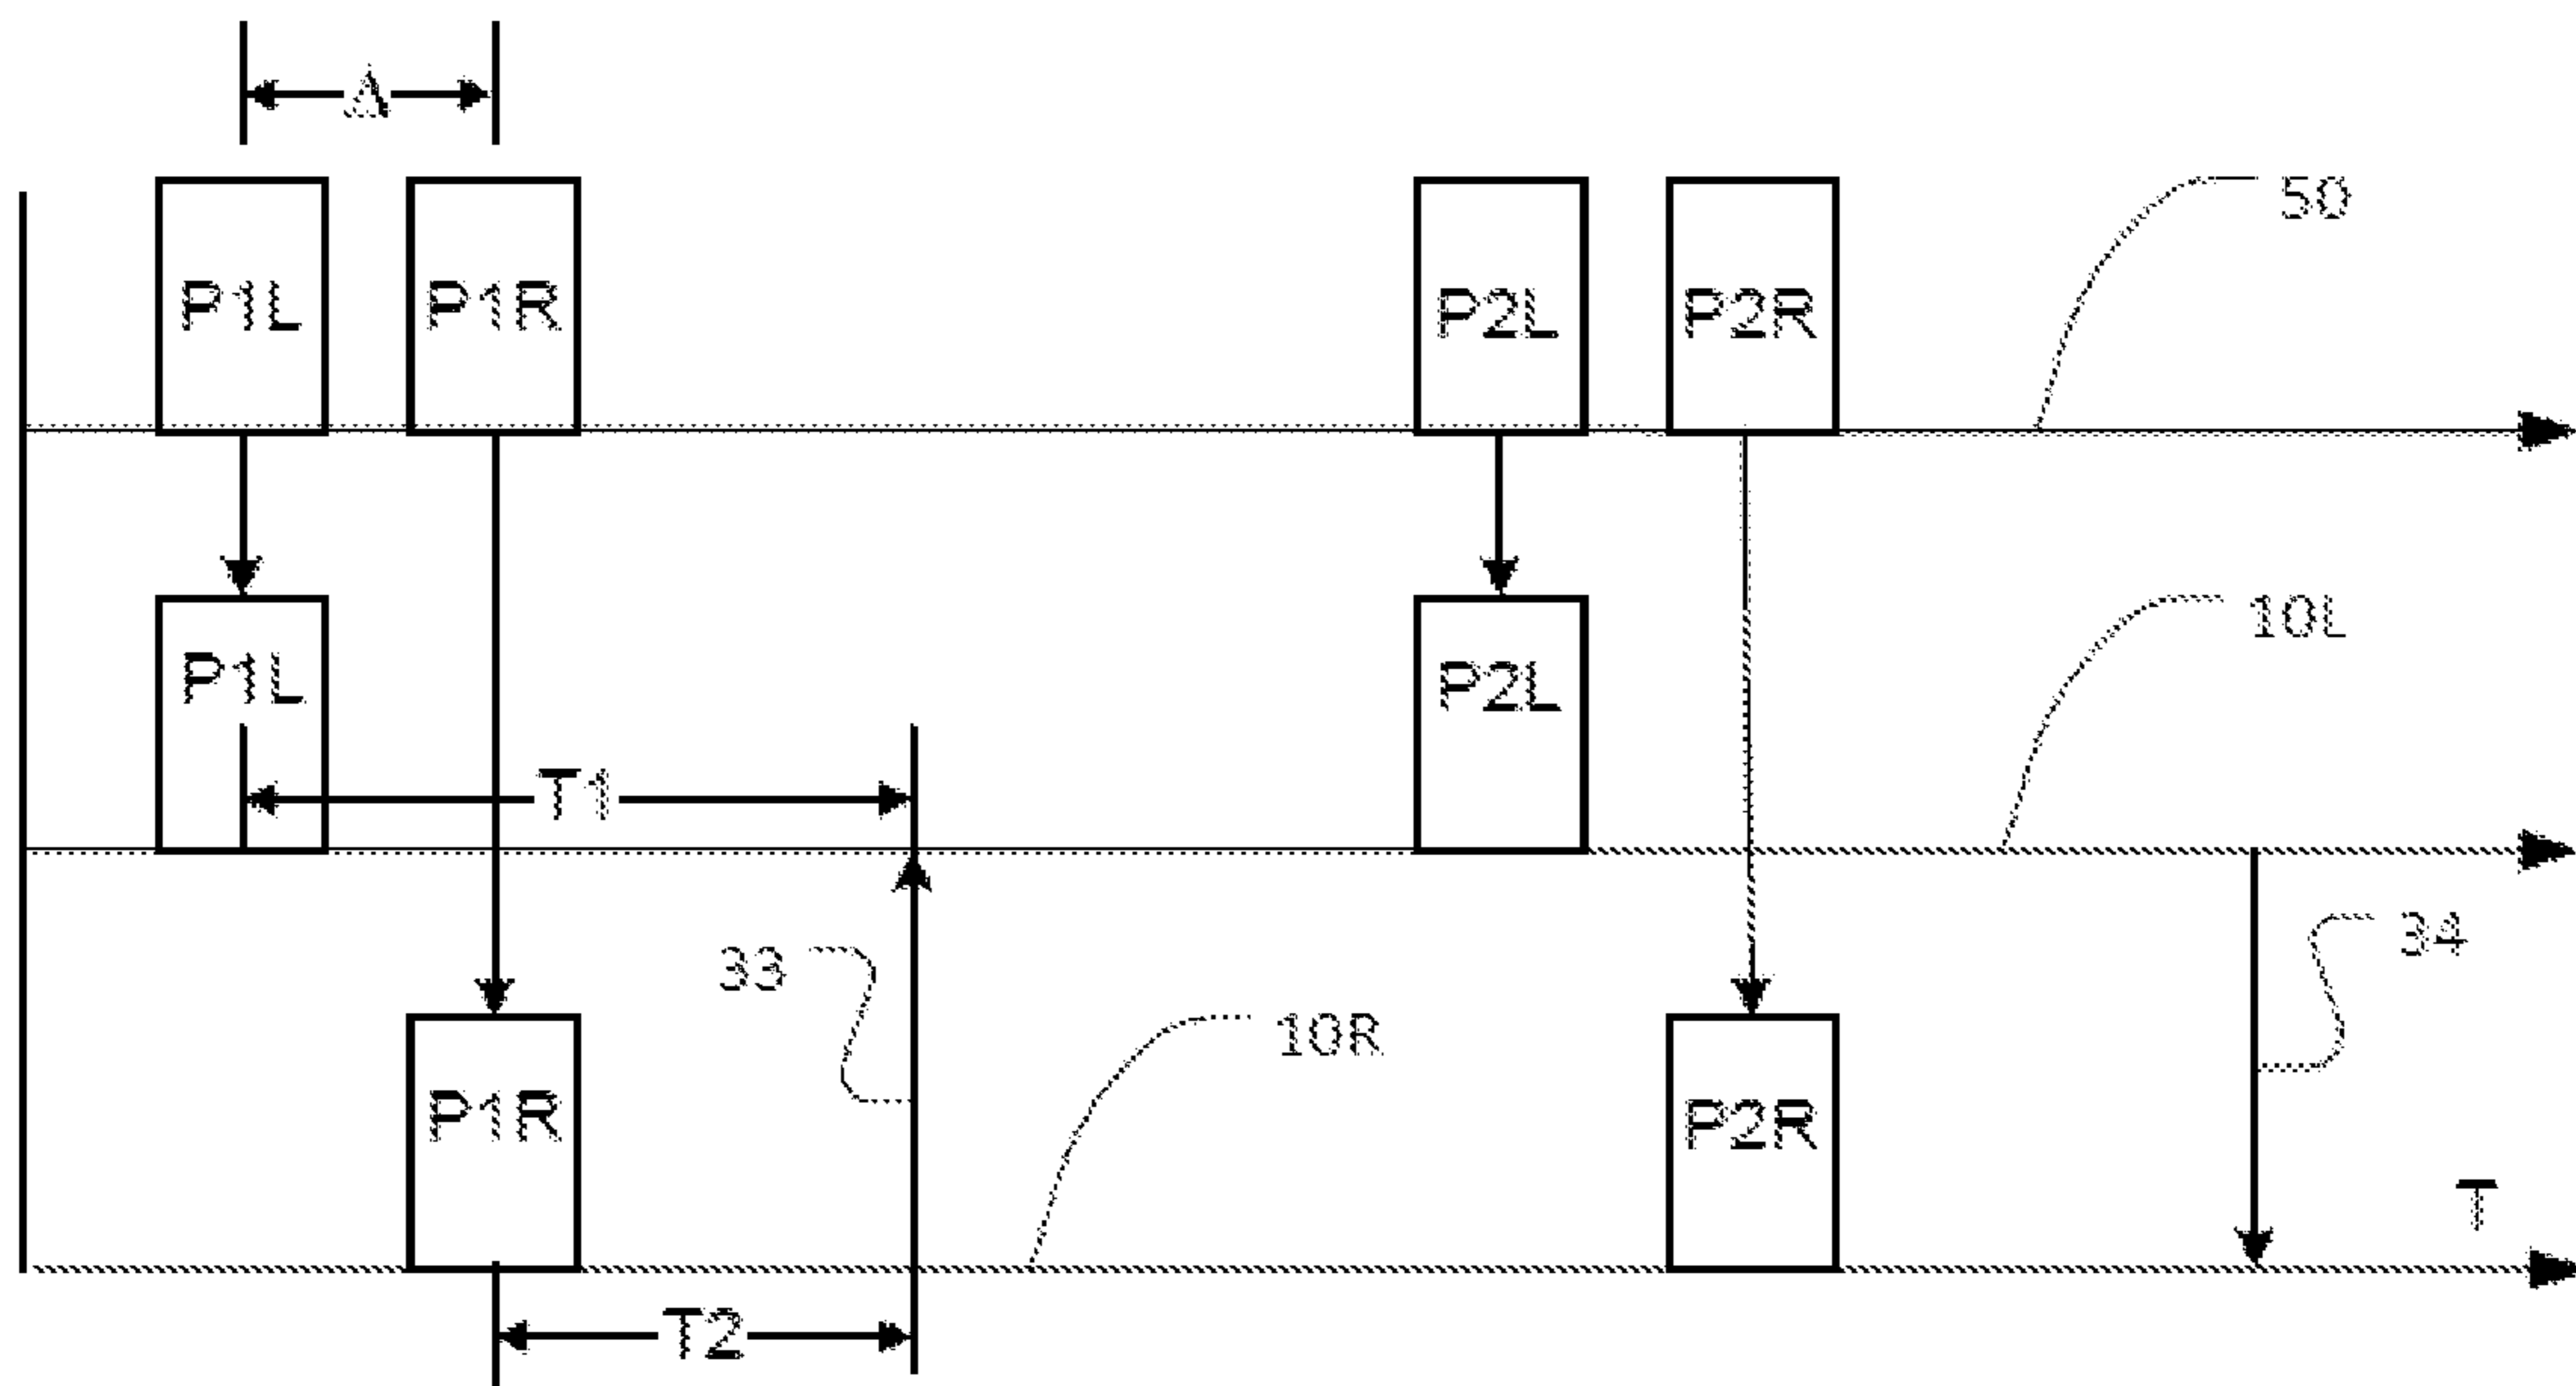 Δ
P1L P1R P2L P2R 50
P1L P2L 10L
T1
33 34
10R
P1R P2R
T
T2